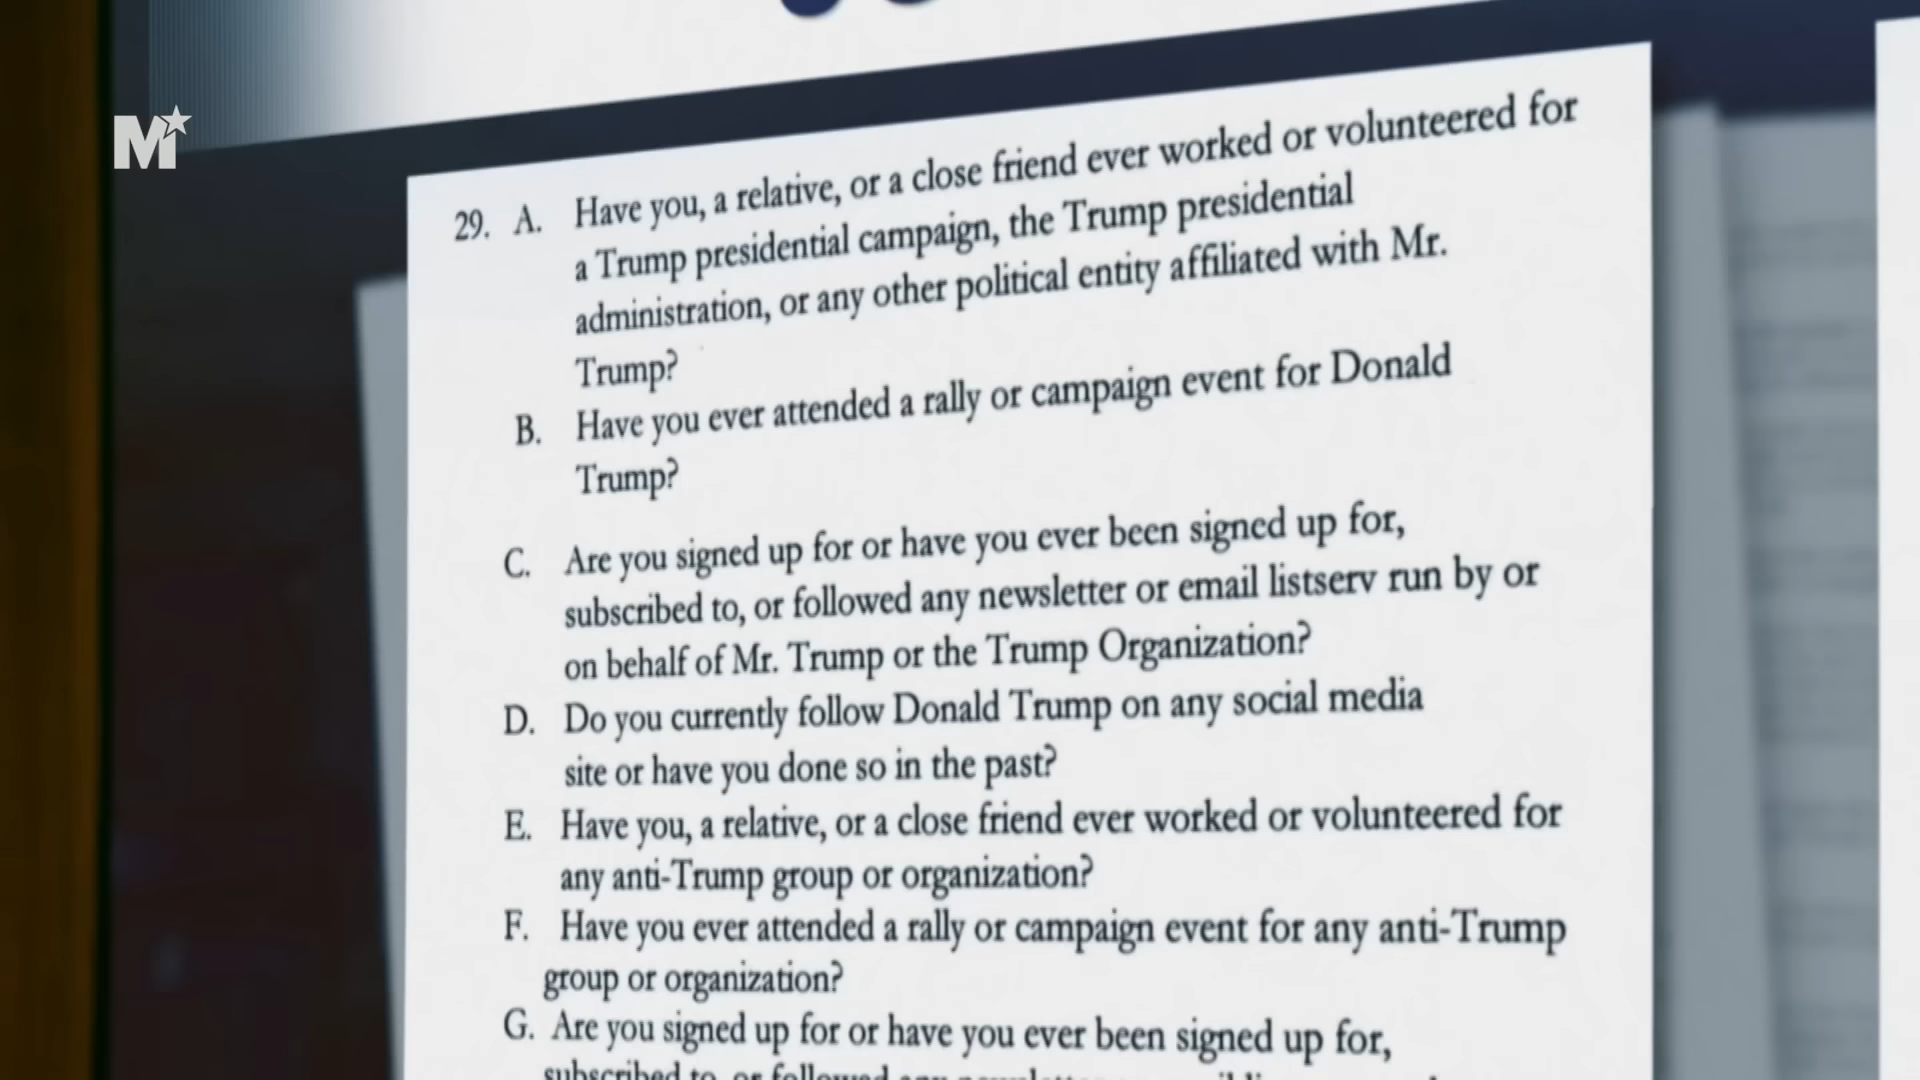 M
29. A. Have you, a relative, or a close friend ever worked or volunteered for
a Trump presidential campaign, the Trump presidential
administration, or any other political entity affiliated with Mr.
Trump?
B. Have you ever attended a rally or campaign event for Donald
Trump?
C. Are you signed up for or have you ever been signed up for,
subscribed to, or followed any newsletter or email listserv run by or
on behalf of Mr. Trump or the Trump Organization?
D. Do you currently follow Donald Trump on any social media
site or have you done so in the past?
E. Have you, a relative, or a close friend ever worked or volunteered for
any anti-Trump group or organization?
F. Have you ever attended a rally or campaign event for any anti-Trump
group or organization?
G. Are you signed up for or have you ever been signed up for,
subscribed to, or followed any